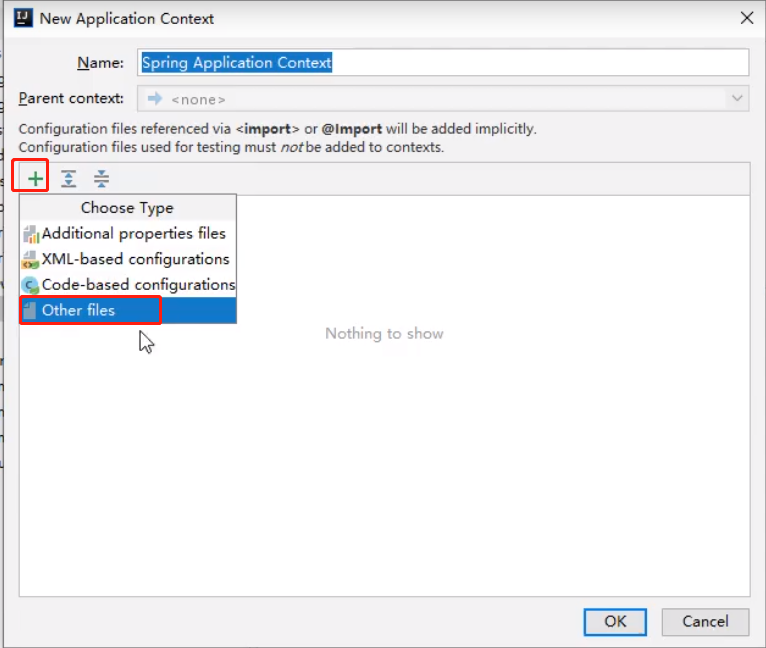 New Application Context
Name: Spring Application Context
Parent context: <none>
Configuration files referenced via <import> or @Import will be added implicitly.
Configuration files used for testing must not be added to contexts.
Choose Type
Additional properties files
XML-based configurations
Code-based configurations
Other files
Nothing to show
OK Cancel